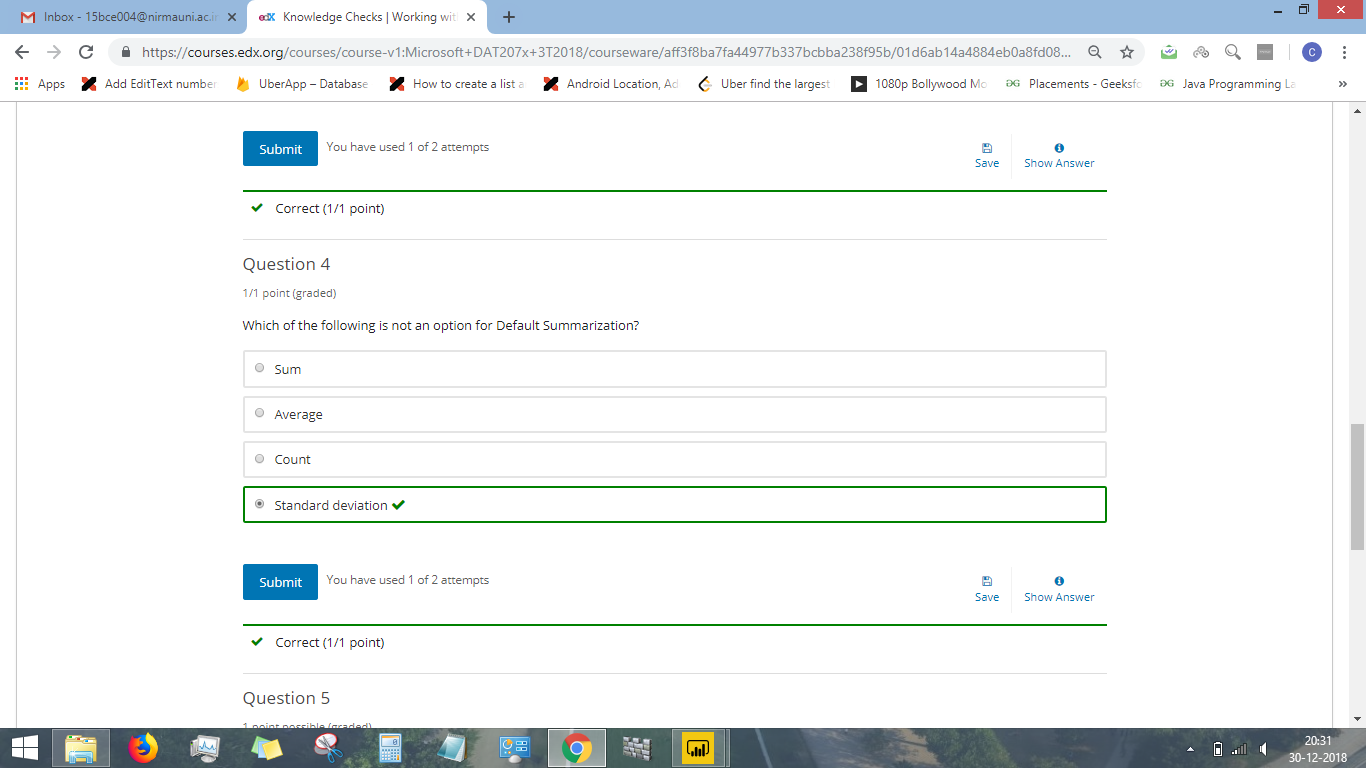 Inbox - 15bce004@nirmauni.ac.i
edX Knowledge Checks | Working wit
https://courses.edx.org/courses/course-v1:Microsoft+DAT207x+3T2018/courseware/aff3f8ba7fa44977b337bcbba238f95b/01d6ab14a4884eb0a8fd08...
C
Apps
Add EditText number
UberApp – Database
How to create a list a
Android Location, Ad
Uber find the largest
1080p Bollywood Mo
Placements - Geeksfo
Java Programming La
»
Submit
You have used 1 of 2 attempts
Save
Show Answer
Correct (1/1 point)
Question 4
1/1 point (graded)
Which of the following is not an option for Default Summarization?
Sum
Average
Count
Standard deviation
Submit
You have used 1 of 2 attempts
Save
Show Answer
Correct (1/1 point)
Question 5
1 point possible (graded)
20:31
30-12-2018